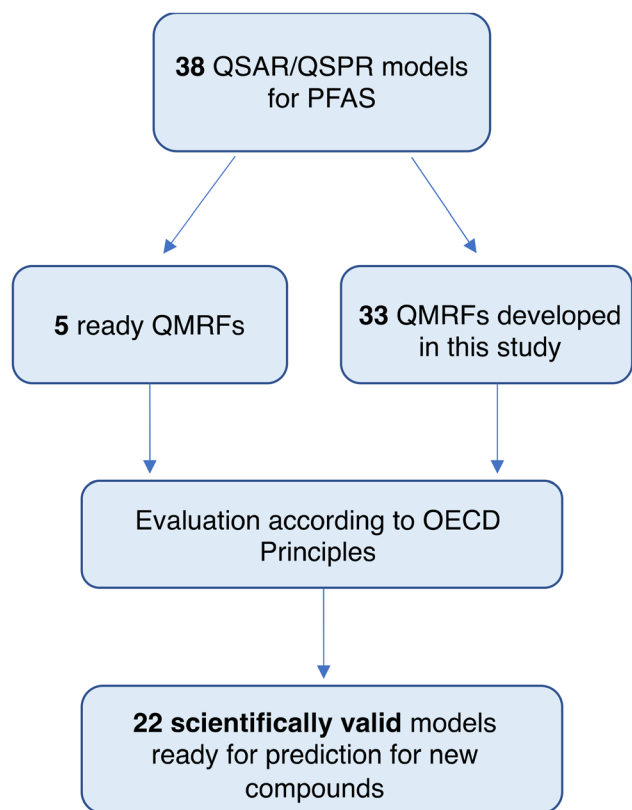 38 QSAR/QSPR models
for PFAS
5 ready QMRFs
33 QMRFs developed
in this study
Evaluation according to OECD
Principles
22 scientifically valid models
ready for prediction for new
compounds